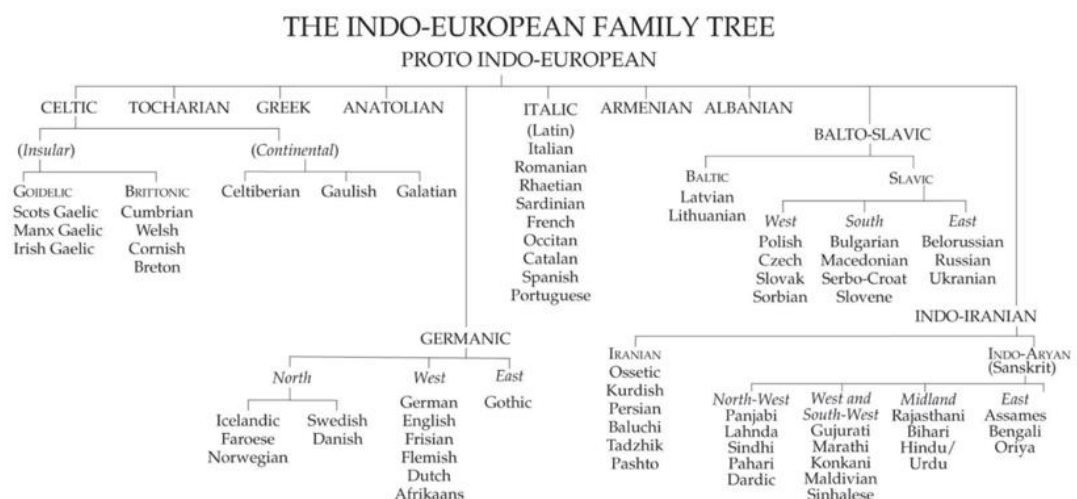 THE INDO-EUROPEAN FAMILY TREE
PROTO INDO-EUROPEAN
CELTIC
TOCHARIAN
GREEK
ANATOLIAN
ITALIC
ARMENIAN
ALBANIAN
(Insular)
(Continental)
GOIDELIC
Scots Gaelic
Manx Gaelic
Irish Gaelic
BRITTONIC
Cumbrian
Welsh
Cornish
Breton
Celtiberian
Gaulish
Galatian
(Latin)
Italian
Romanian
Rhaetian
Sardinian
French
Occitan
Catalan
Spanish
Portuguese
BALTO-SLAVIC
BALTIC
Latvian
Lithuanian
SLAVIC
West
Polish
Czech
Slovak
Sorbian
South
Bulgarian
Macedonian
Serbo-Croat
Slovene
East
Belorussian
Russian
Ukranian
GERMANIC
North
Icelandic
Faroese
Norwegian
Swedish
Danish
West
German
English
Frisian
Flemish
Dutch
Afrikaans
East
Gothic
INDO-IRANIAN
IRANIAN
Ossetic
Kurdish
Persian
Baluchi
Tadzhik
Pashto
INDO-ARYAN
(Sanskrit)
North-West
Panjabi
Lahnda
Sindhi
Pahari
Dardic
West and
South-West
Gujurati
Marathi
Konkani
Maldivian
Sinhalese
Midland
Rajasthani
Bihari
Hindu/
Urdu
East
Assames
Bengali
Oriya